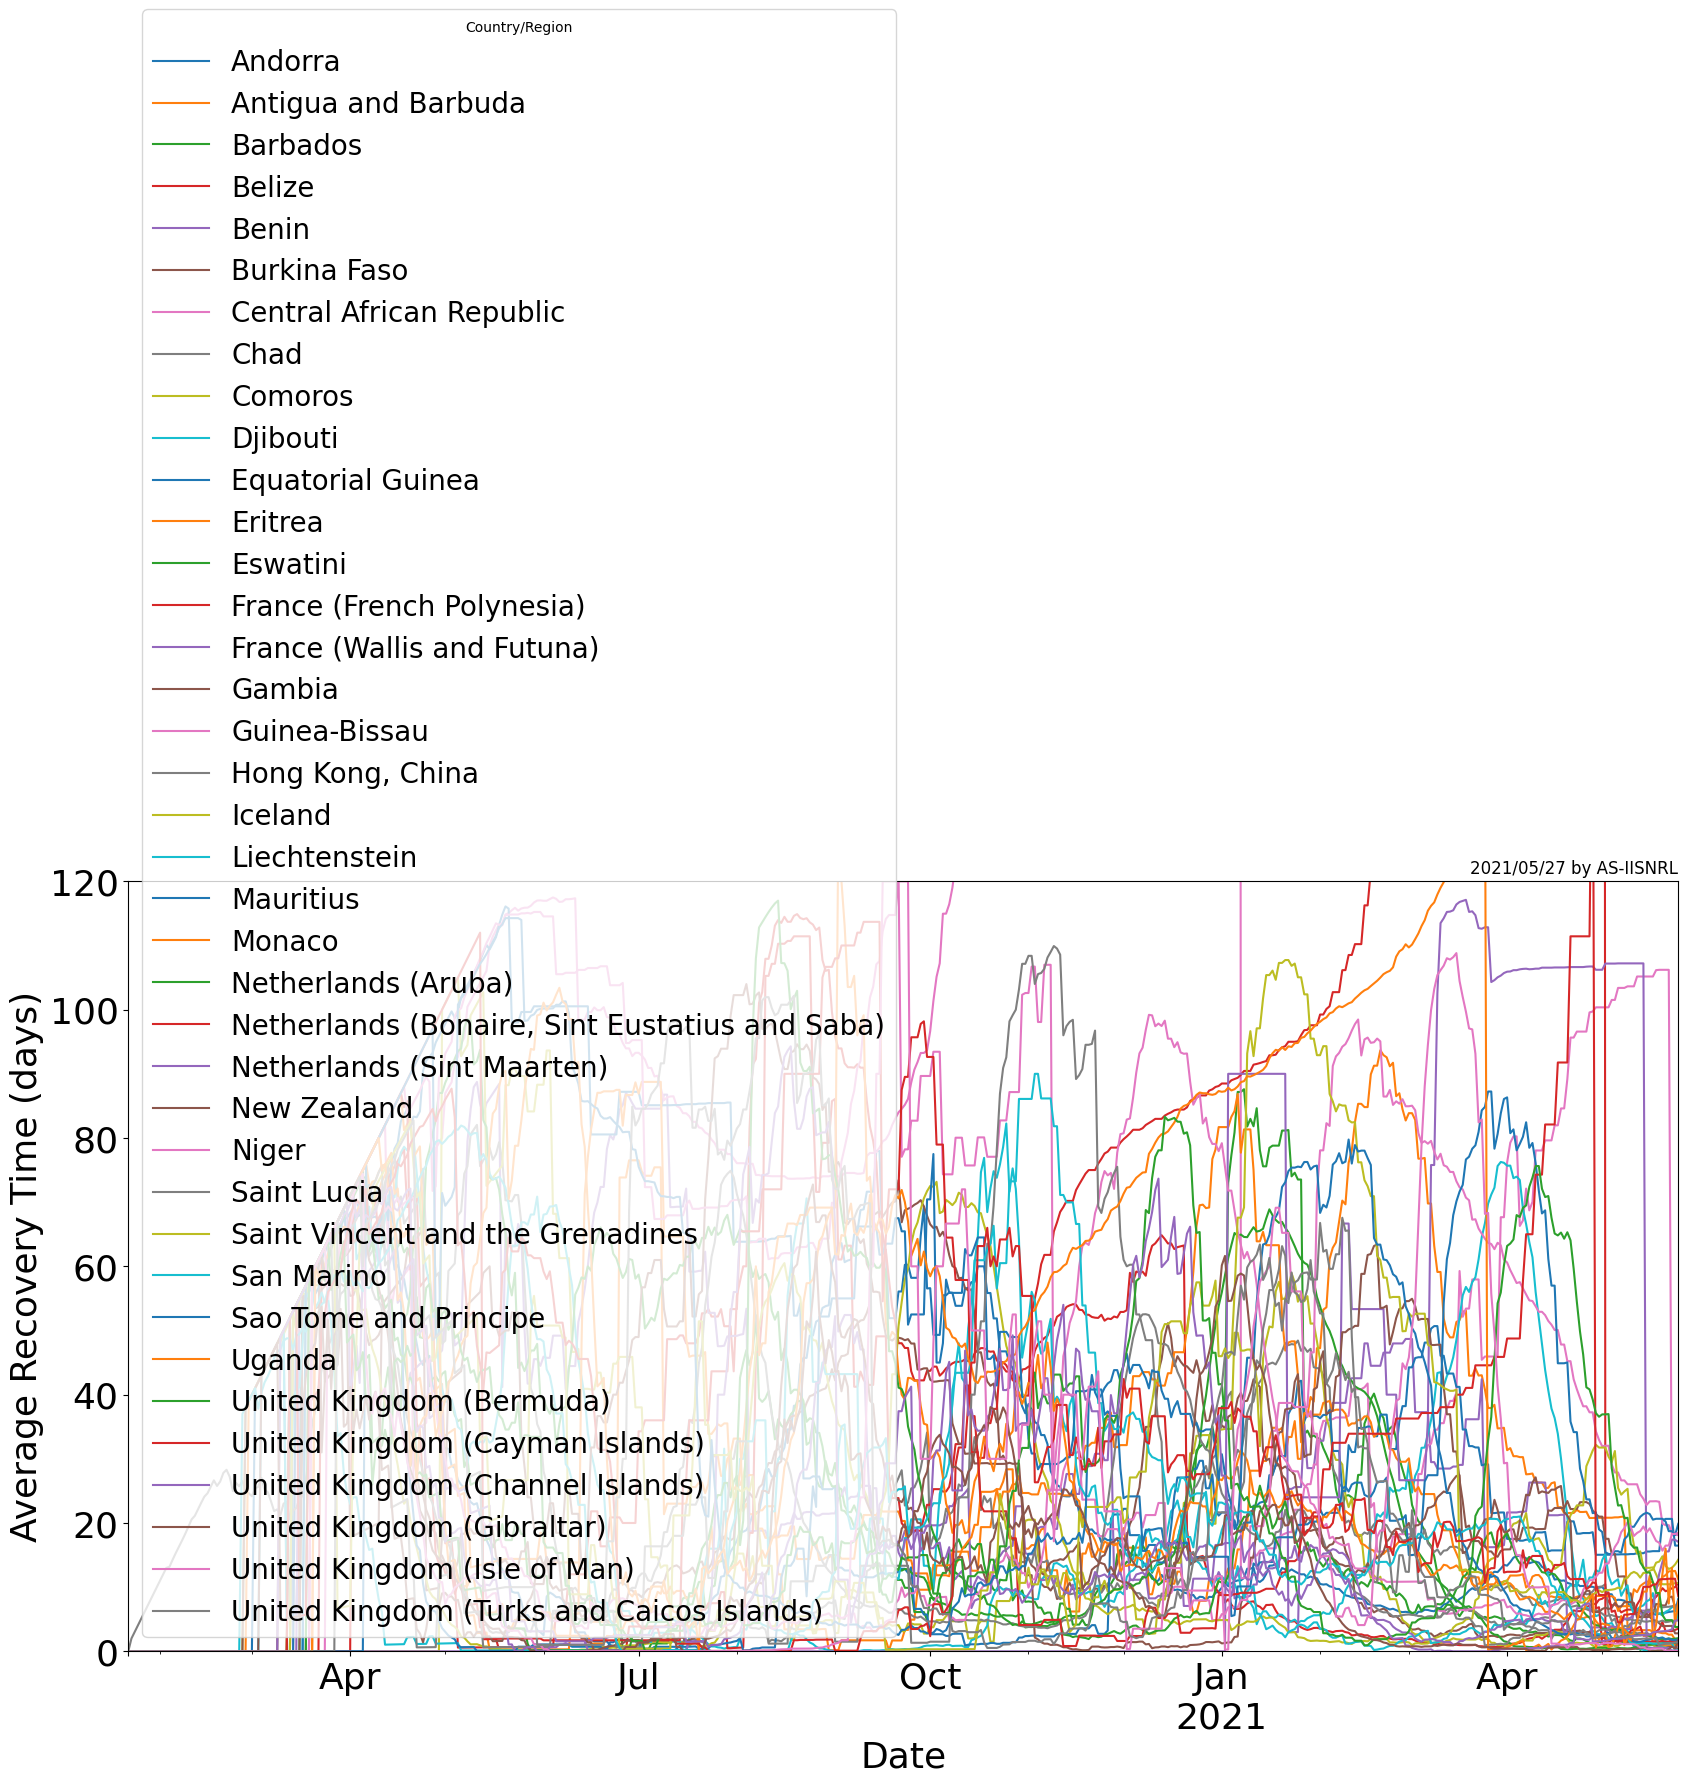 Country/Region
Andorra
Antigua and Barbuda
Barbados
Belize
Benin
Burkina Faso
Central African Republic
Chad
Comoros
Djibouti
Equatorial Guinea
Eritrea
Eswatini
France (French Polynesia)
France (Wallis and Futuna)
Gambia
Guinea-Bissau
Hong Kong, China
Iceland
Liechtenstein
Mauritius
Monaco
Netherlands (Aruba)
Netherlands (Bonaire, Sint Eustatius and Saba)
Netherlands (Sint Maarten)
New Zealand
Niger
Saint Lucia
Saint Vincent and the Grenadines
San Marino
Sao Tome and Principe
Uganda
United Kingdom (Bermuda)
United Kingdom (Cayman Islands)
United Kingdom (Channel Islands)
United Kingdom (Gibraltar)
United Kingdom (Isle of Man)
United Kingdom (Turks and Caicos Islands)
2021/05/27 by AS-IISNRL
Average Recovery Time (days)
120
100
80
60
40
20
0
Apr
Jul
Oct
Jan
2021
Apr
Date